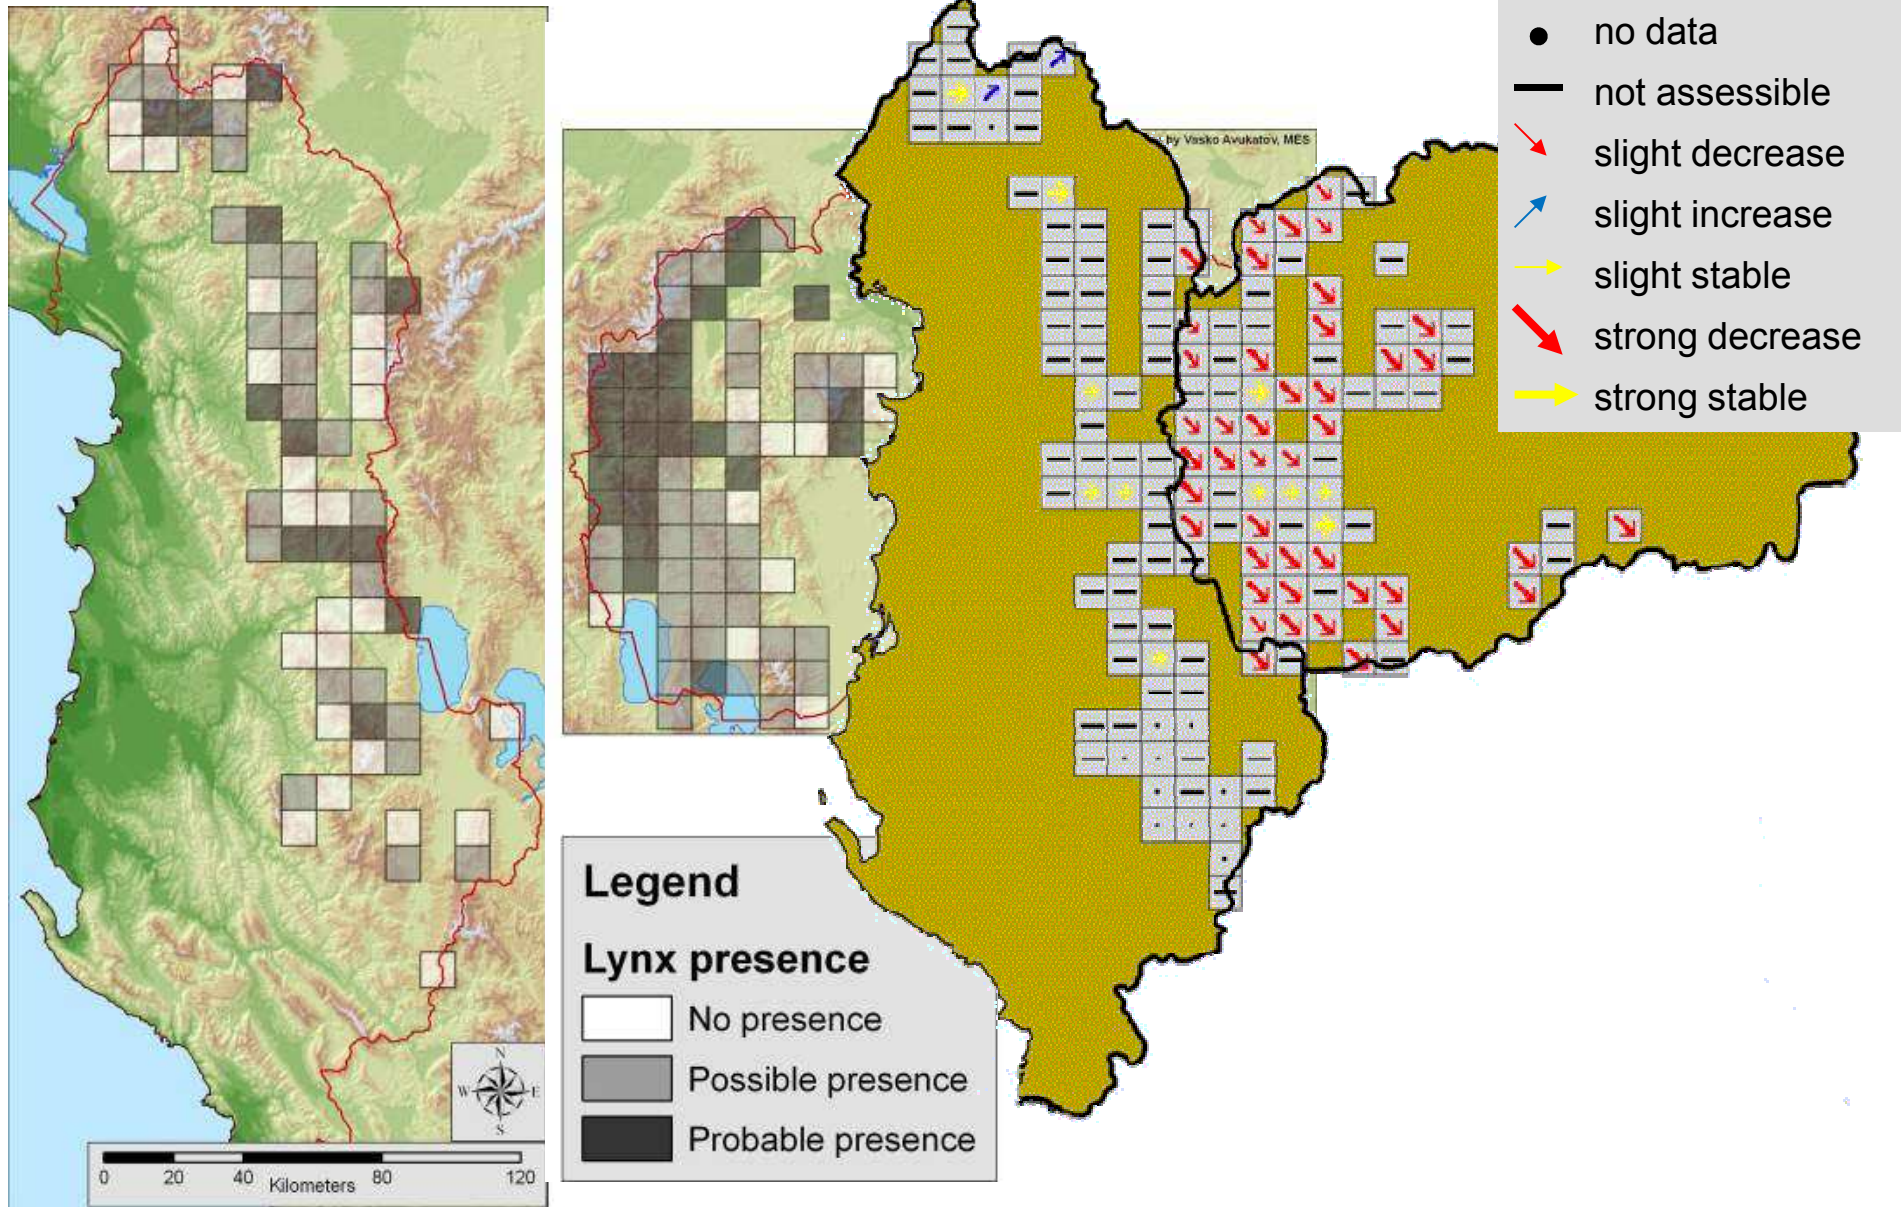 no data
not assessible
slight decrease
slight increase
slight stable
strong decrease
strong stable
by Vasko Avukatov, MES
Legend
Lynx presence
No presence
Possible presence
Probable presence
N
W E
S
0 20 40 80 120
Kilometers